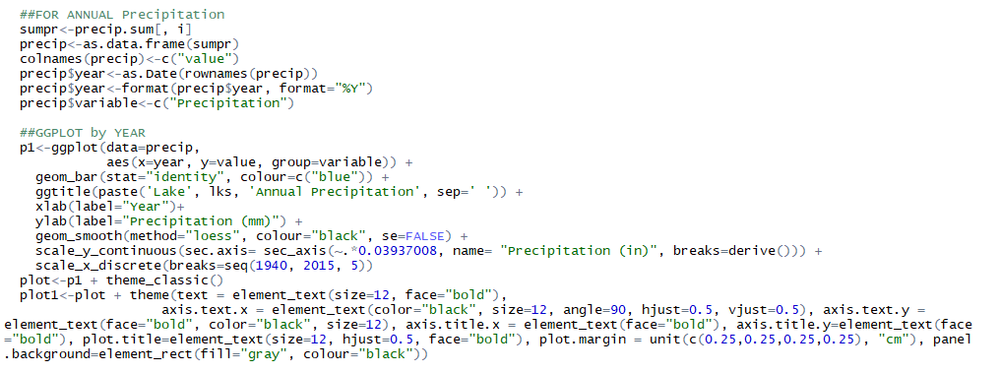 ##FOR ANNUAL Precipitation
sumpr<-precip.sum[, i]
precip<-as.data.frame(sumpr)
colnames(precip)<-c("value")
precip$year<-as.Date(rownames(precip))
precip$year<-format(precip$year, format="%Y")
precip$variable<-c("Precipitation")
##GGPLOT by YEAR
p1<-ggplot(data=precip,
aes(x=year, y=value, group=variable)) +
geom_bar(stat="identity", colour=c("blue")) +
ggtitle(paste('Lake', lks, 'Annual Precipitation', sep=' ')) +
xlab(label="Year")+
ylab(label="Precipitation (mm)") +
geom_smooth(method="loess", colour="black", se=FALSE) +
scale_y_continuous(sec.axis= sec_axis(~.*0.03937008, name= "Precipitation (in)", breaks=derive())) +
scale_x_discrete(breaks=seq(1940, 2015, 5))
plot<-p1 + theme_classic()
plot1<-plot + theme(text = element_text(size=12, face="bold"),
axis.text.x = element_text(color="black", size=12, angle=90, hjust=0.5, vjust=0.5), axis.text.y =
element_text(face="bold", color="black", size=12), axis.title.x = element_text(face="bold"), axis.title.y=element_text(face
="bold"), plot.title=element_text(size=12, hjust=0.5, face="bold"), plot.margin = unit(c(0.25,0.25,0.25,0.25), "cm"), panel
.background=element_rect(fill="gray", colour="black"))